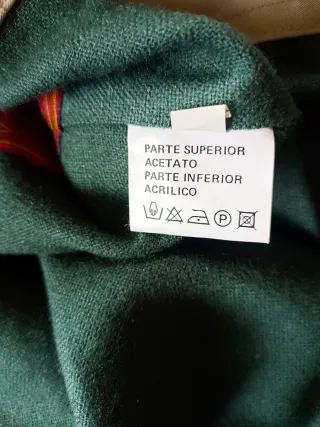 PARTE SUPERIOR
ACETATO
PARTE INFERIOR
ACRILICO
P